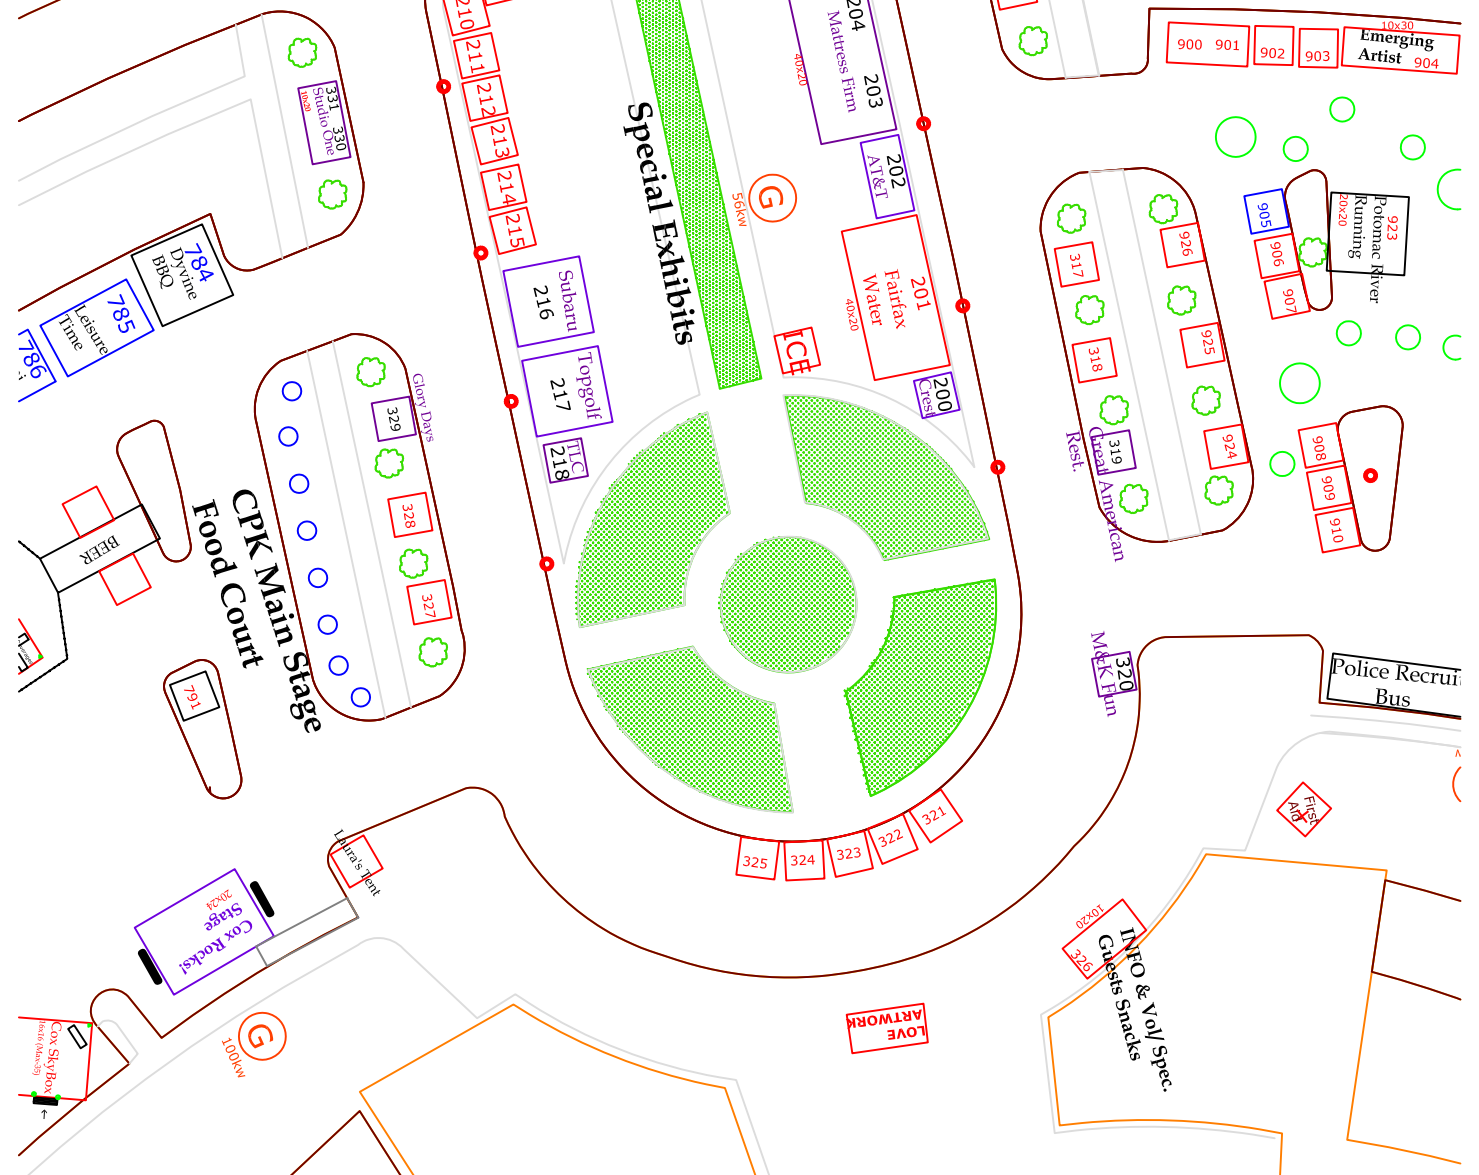 210
211
212
213
214
215
Subaru
216
Topgolf
217
TLC
218
Special Exhibits
204
203
Mattress Firm
40x20
202
AT&T
G
56kw
201
Fairfax
Water
40x20
ICE
200
Crest
10x30
900
901
902
903
Emerging
Artist
904
905
906
907
923
Potomac River
Running
20x20
908
909
910
317
318
319
Great American
Rest.
926
925
924
320
M&K Fun
Police Recruit
Bus
First
Aid
331
330
Studio One
10x20
784
Dyvine
BBQ
785
Leisure
Time
786
Glory Days
329
328
327
CPK Main Stage
Food Court
BEER
791
Laura's Tent
20x24
Cox Rocks!
Stage
G
100kw
Cox SkyBox
16x16 (Max-35)
325
324
323
322
321
10x20
326
INFO & Vol/ Spec.
Guests Snacks
LOVE
ARTWORK